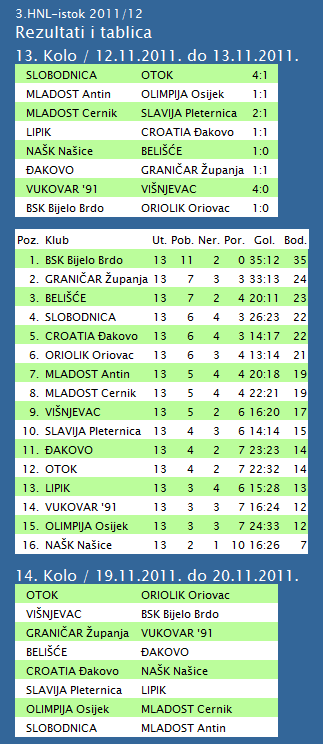 3.HNL-istok 2011/12
Rezultati i tablica
13. Kolo / 12.11.2011. do 13.11.2011.
SLOBODNICA OTOK 4:1
MLADOST Antin OLIMPIJA Osijek 1:1
MLADOST Cernik SLAVIJA Pleternica 2:1
LIPIK CROATIA Đakovo 1:1
NAŠK Našice BELIŠĆE 1:0
ĐAKOVO GRANIČAR Županja 1:1
VUKOVAR '91 VIŠNJEVAC 4:0
BSK Bijelo Brdo ORIOLIK Oriovac 1:0
Poz. Klub Ut. Pob. Ner. Por. Gol. Bod.
1. BSK Bijelo Brdo 13 11 2 0 35:12 35
2. GRANIČAR Županja 13 7 3 3 33:13 24
3. BELIŠĆE 13 7 2 4 20:11 23
4. SLOBODNICA 13 6 4 3 26:23 22
5. CROATIA Đakovo 13 6 4 3 14:17 22
6. ORIOLIK Oriovac 13 6 3 4 13:14 21
7. MLADOST Antin 13 5 4 4 20:18 19
8. MLADOST Cernik 13 5 4 4 22:21 19
9. VIŠNJEVAC 13 5 2 6 16:20 17
10. SLAVIJA Pleternica 13 4 3 6 14:14 15
11. ĐAKOVO 13 4 2 7 23:23 14
12. OTOK 13 4 2 7 22:32 14
13. LIPIK 13 3 4 6 15:28 13
14. VUKOVAR '91 13 3 3 7 16:24 12
15. OLIMPIJA Osijek 13 3 3 7 24:33 12
16. NAŠK Našice 13 2 1 10 16:26 7
14. Kolo / 19.11.2011. do 20.11.2011.
OTOK ORIOLIK Oriovac
VIŠNJEVAC BSK Bijelo Brdo
GRANIČAR Županja VUKOVAR '91
BELIŠĆE ĐAKOVO
CROATIA Đakovo NAŠK Našice
SLAVIJA Pleternica LIPIK
OLIMPIJA Osijek MLADOST Cernik
SLOBODNICA MLADOST Antin